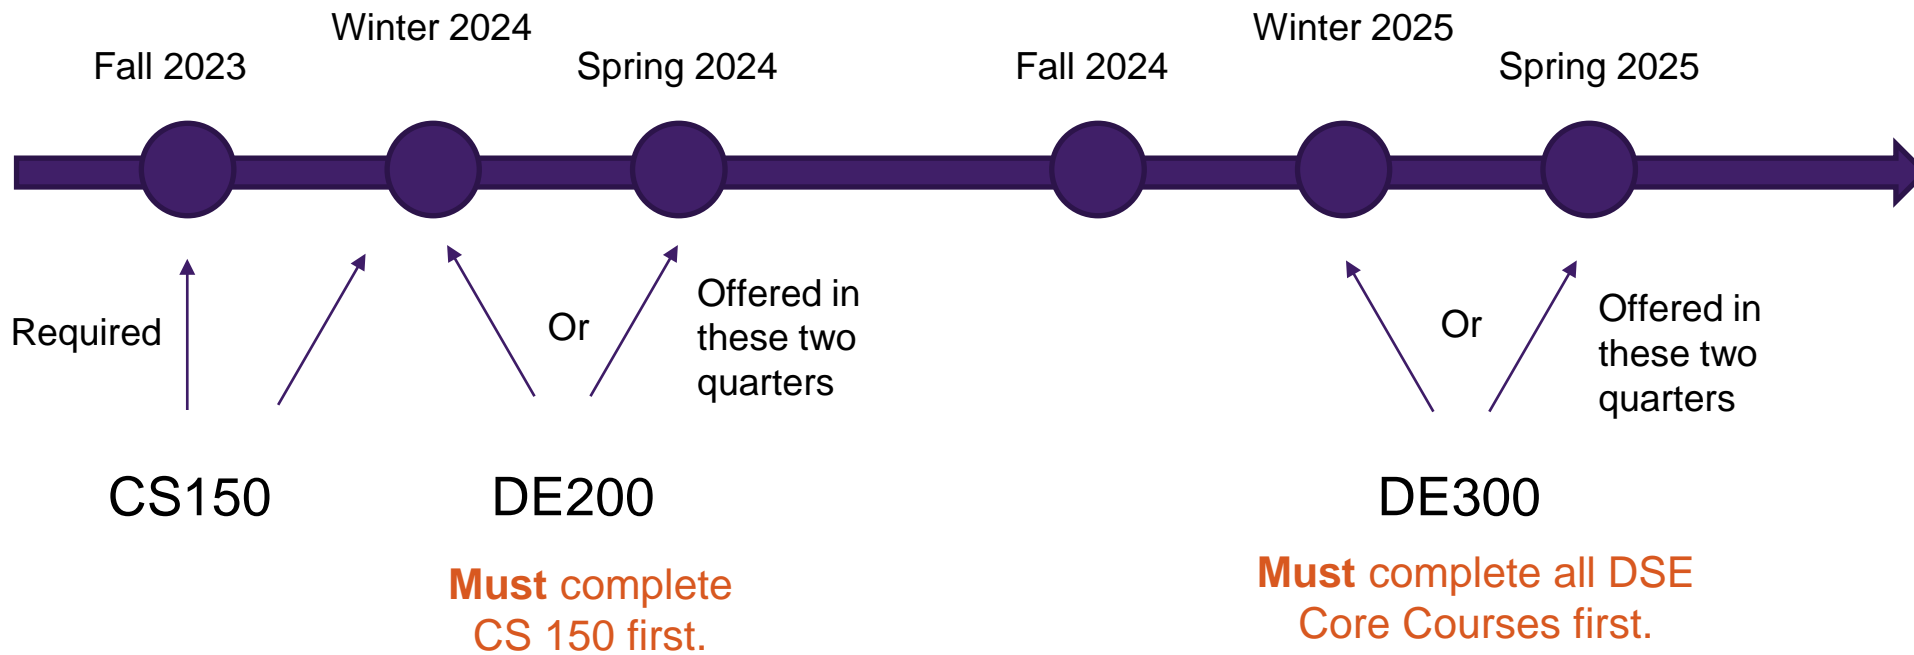 Winter 2024
Winter 2025
Fall 2023
Spring 2024
Fall 2024
Spring 2025
Required
Or
Offered in
these two
quarters
Or
Offered in
these two
quarters
CS150
DE200
DE300
Must complete
CS 150 first.
Must complete all DSE
Core Courses first.